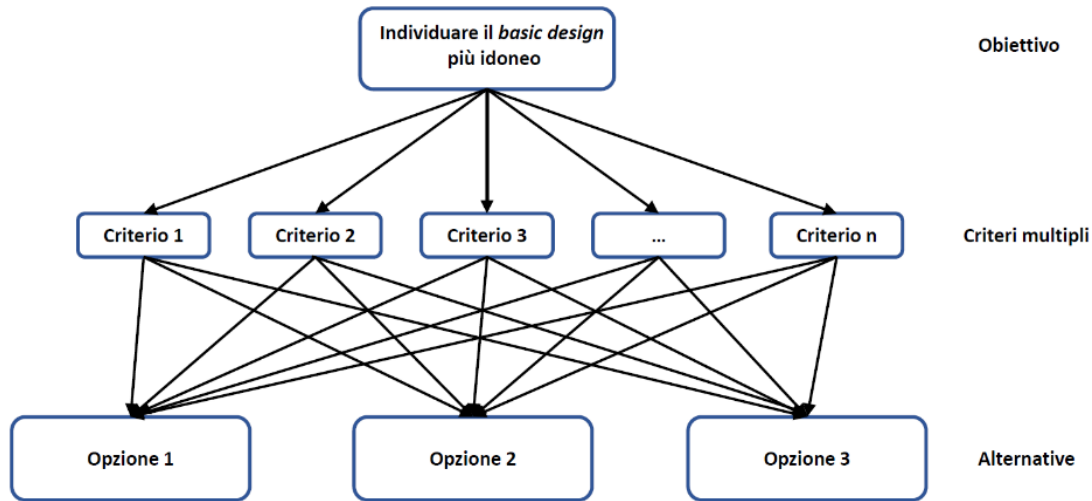 Individuare il basic design
più idoneo
Obiettivo
Criterio 1
Criterio 2
Criterio 3
...
Criterio n
Criteri multipli
Opzione 1
Opzione 2
Opzione 3
Alternative